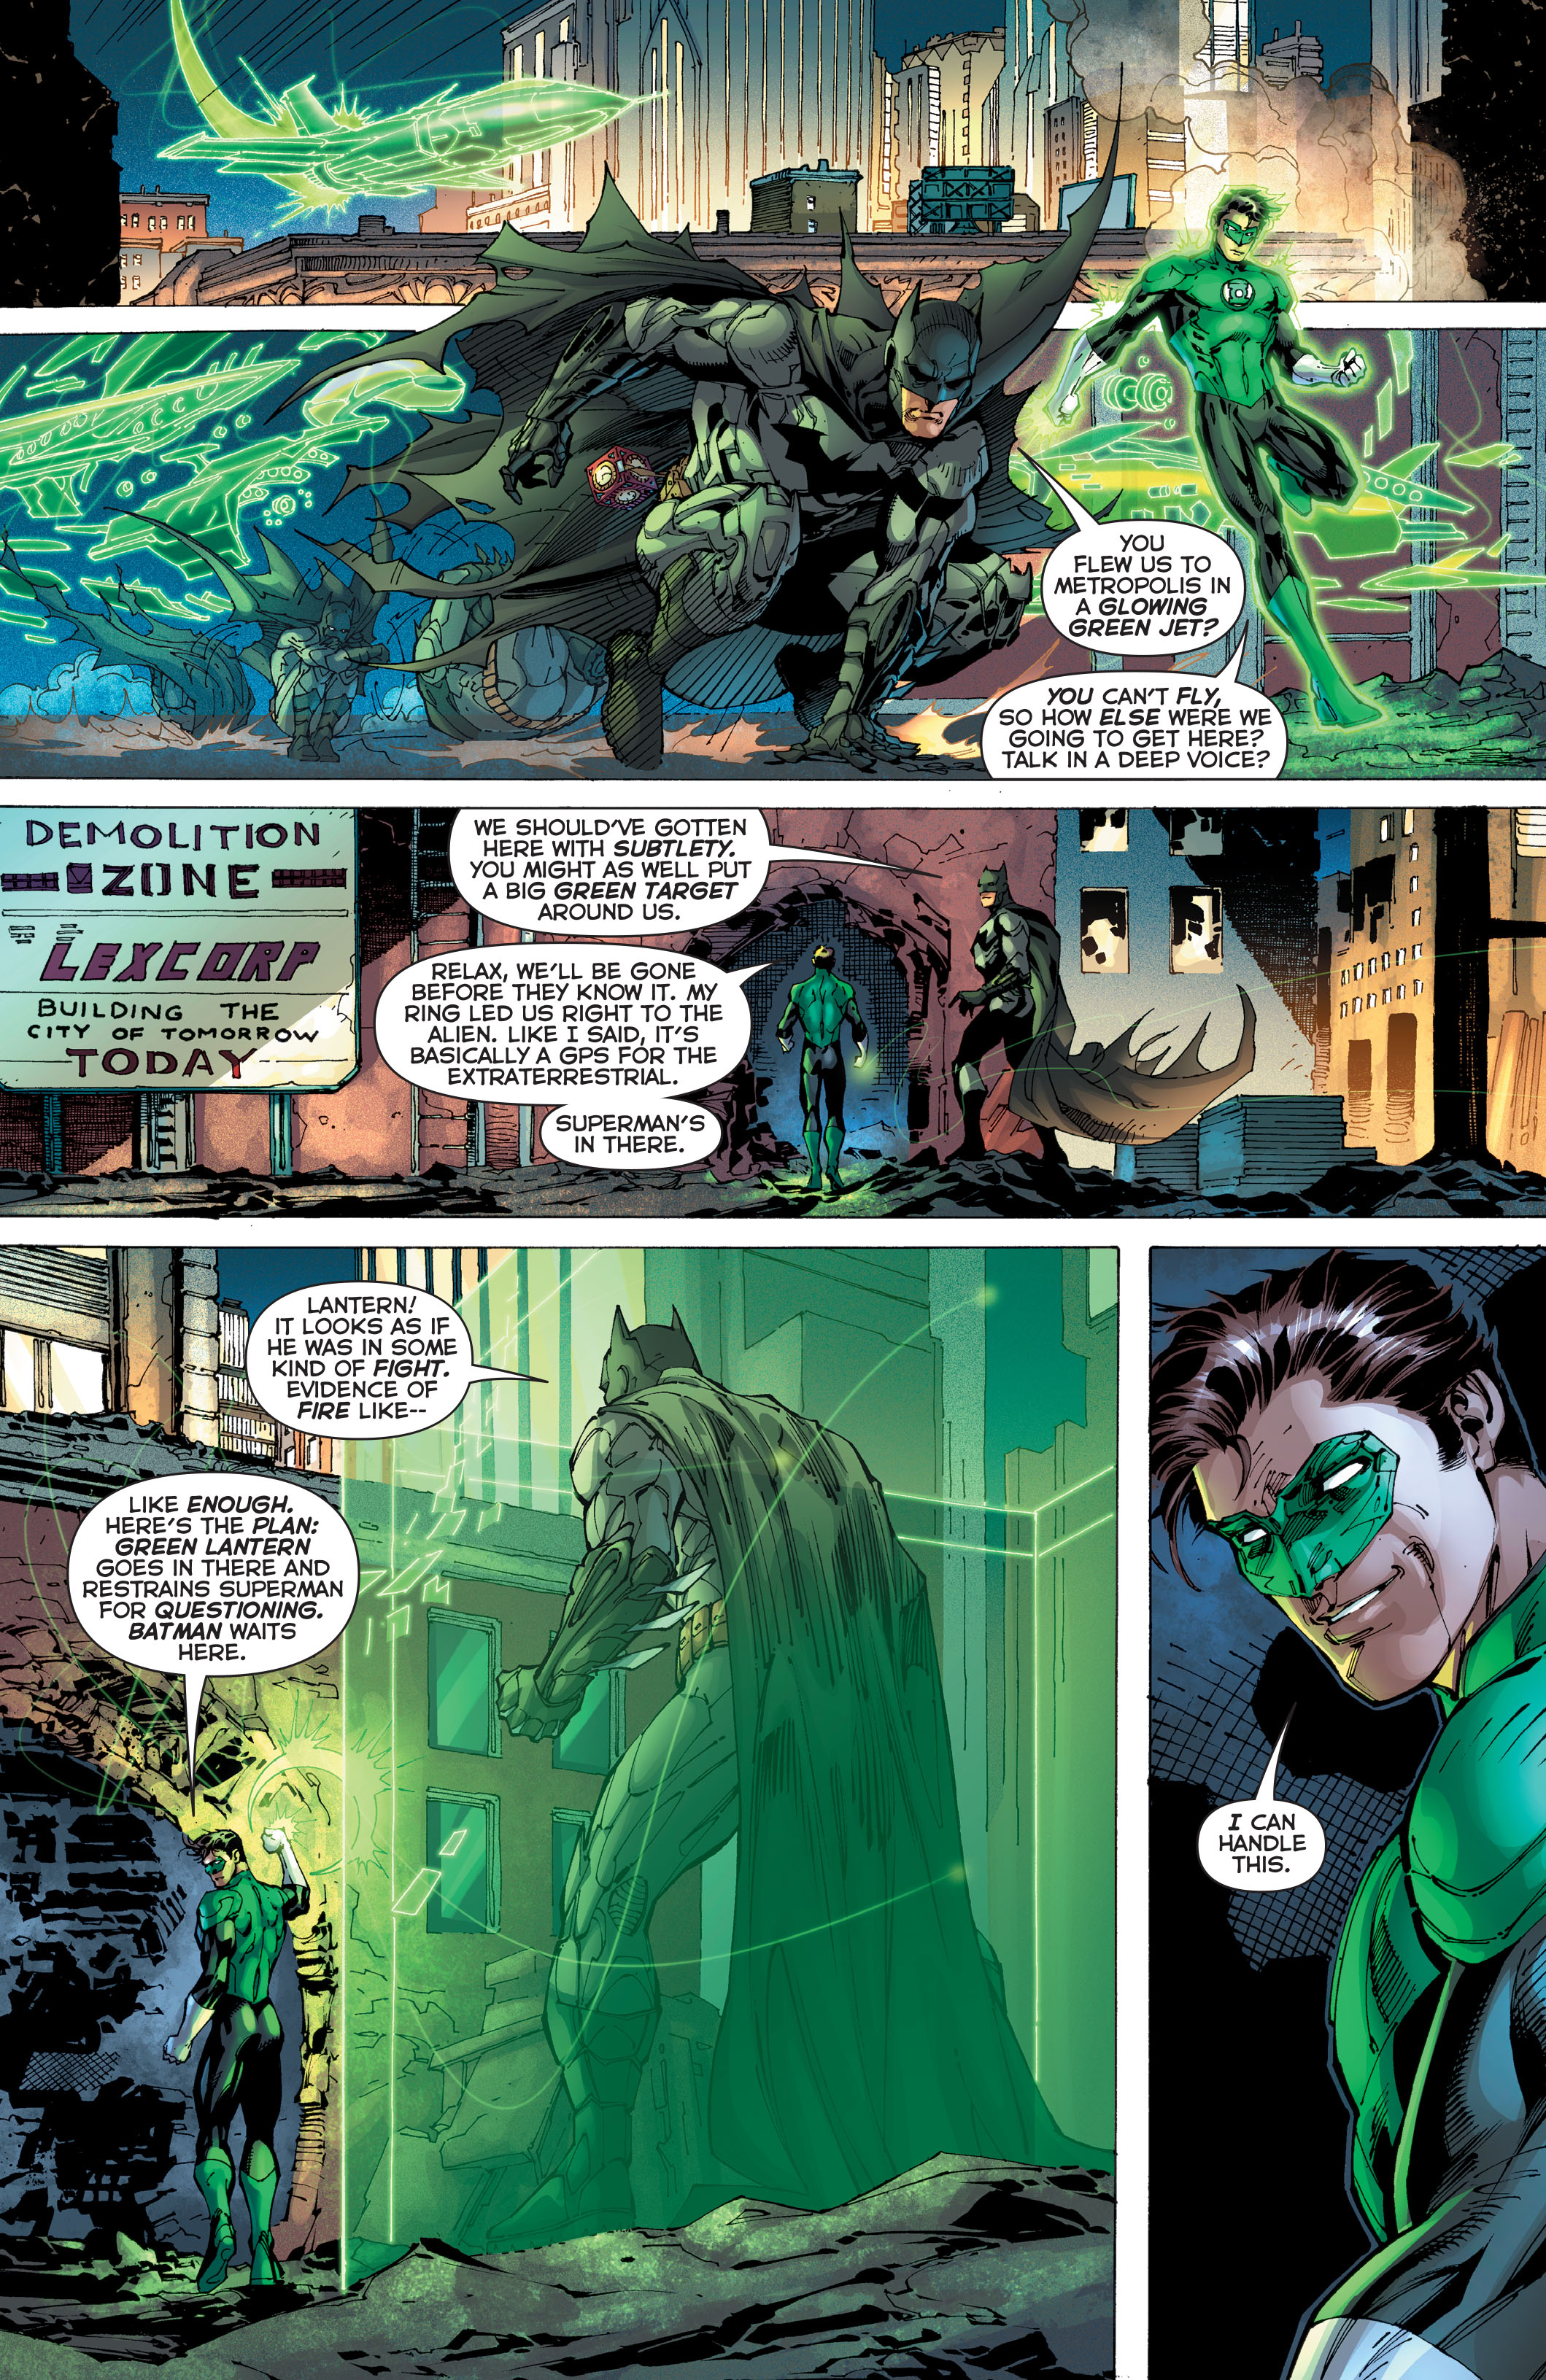 YOU
FLEW US TO
METROPOLIS IN
A GLOWING
GREEN JET?
YOU CAN'T FLY,
SO HOW ELSE WERE WE
GOING TO GET HERE?
TALK IN A DEEP VOICE?
DEMOLITION
ZONE
LEXCORP
BUILDING THE
CITY OF TOMORROW
TODAY
WE SHOULD'VE GOTTEN
HERE WITH SUBTLETY.
YOU MIGHT AS WELL PUT
A BIG GREEN TARGET
AROUND US.
RELAX, WE'LL BE GONE
BEFORE THEY KNOW IT. MY
RING LED US RIGHT TO THE
ALIEN. LIKE I SAID, IT'S
BASICALLY A GPS FOR THE
EXTRATERRESTRIAL.
SUPERMAN'S
IN THERE.
LANTERN!
IT LOOKS AS IF
HE WAS IN SOME
KIND OF FIGHT.
EVIDENCE OF
FIRE LIKE--
LIKE ENOUGH.
HERE'S THE PLAN:
GREEN LANTERN
GOES IN THERE AND
RESTRAINS SUPERMAN
FOR QUESTIONING.
BATMAN WAITS
HERE.
I CAN
HANDLE
THIS.